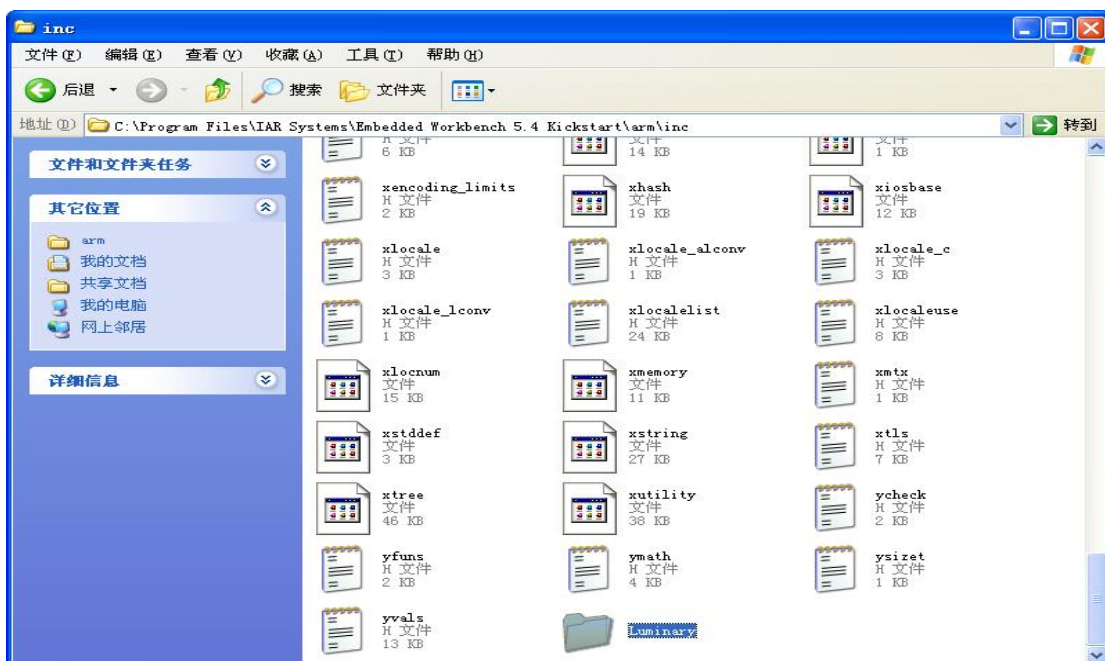 inc
文件(F) 编辑(E) 查看(V) 收藏(A) 工具(T) 帮助(H)
后退 搜索 文件夹
地址(D) C:\Program Files\IAR Systems\Embedded Workbench 5.4 Kickstart\arm\inc 转到
文件和文件夹任务
其它位置
arm
我的文档
共享文档
我的电脑
网上邻居
详细信息
H 文件
6 KB
文件
14 KB
文件
1 KB
xencoding_limits
H 文件
2 KB
xhash
文件
19 KB
xiosbase
文件
12 KB
xlocale
H 文件
3 KB
xlocale_alconv
H 文件
1 KB
xlocale_c
H 文件
3 KB
xlocale_lconv
H 文件
1 KB
xlocalelist
H 文件
24 KB
xlocaleuse
H 文件
8 KB
xlocnum
文件
15 KB
xmemory
文件
11 KB
xmtx
H 文件
1 KB
xstddef
文件
3 KB
xstring
文件
27 KB
xtls
H 文件
7 KB
xtree
文件
46 KB
xutility
文件
38 KB
ycheck
H 文件
2 KB
yfuns
H 文件
2 KB
ymath
H 文件
4 KB
ysizet
H 文件
1 KB
yvals
H 文件
13 KB
Luminary